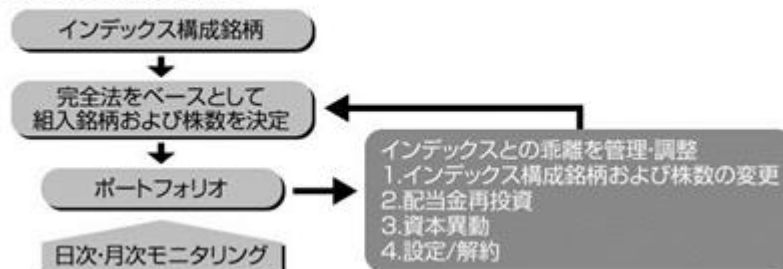 インデックス構成銘柄
完全法をベースとして
組入銘柄および株数を決定
ポートフォリオ
日次・月次モニタリング
インデックスとの乖離を管理・調整
1.インデックス構成銘柄および株数の変更
2.配当金再投資
3.資本異動
4.設定/解約